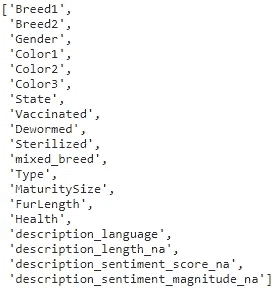 ['Breed1',
'Breed2',
'Gender',
'Color1',
'Color2',
'Color3',
'State',
'Vaccinated',
'Dewormed',
'Sterilized',
'mixed_breed',
'Type',
'MaturitySize',
'FurLength',
'Health',
'description_language',
'description_length_na',
'description_sentiment_score_na',
'description_sentiment_magnitude_na']